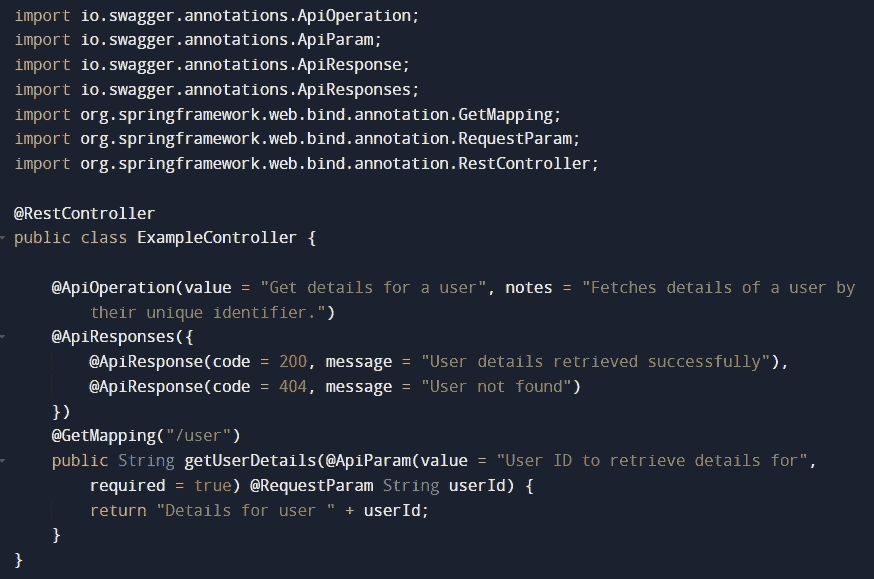 import io.swagger.annotations.ApiOperation;
import io.swagger.annotations.ApiParam;
import io.swagger.annotations.ApiResponse;
import io.swagger.annotations.ApiResponses;
import org.springframework.web.bind.annotation.GetMapping;
import org.springframework.web.bind.annotation.RequestParam;
import org.springframework.web.bind.annotation.RestController;

@RestController
public class ExampleController {

    @ApiOperation(value = "Get details for a user", notes = "Fetches details of a user by
        their unique identifier.")
    @ApiResponses({
        @ApiResponse(code = 200, message = "User details retrieved successfully"),
        @ApiResponse(code = 404, message = "User not found")
    })
    @GetMapping("/user")
    public String getUserDetails(@ApiParam(value = "User ID to retrieve details for",
        required = true) @RequestParam String userId) {
        return "Details for user " + userId;
    }
}